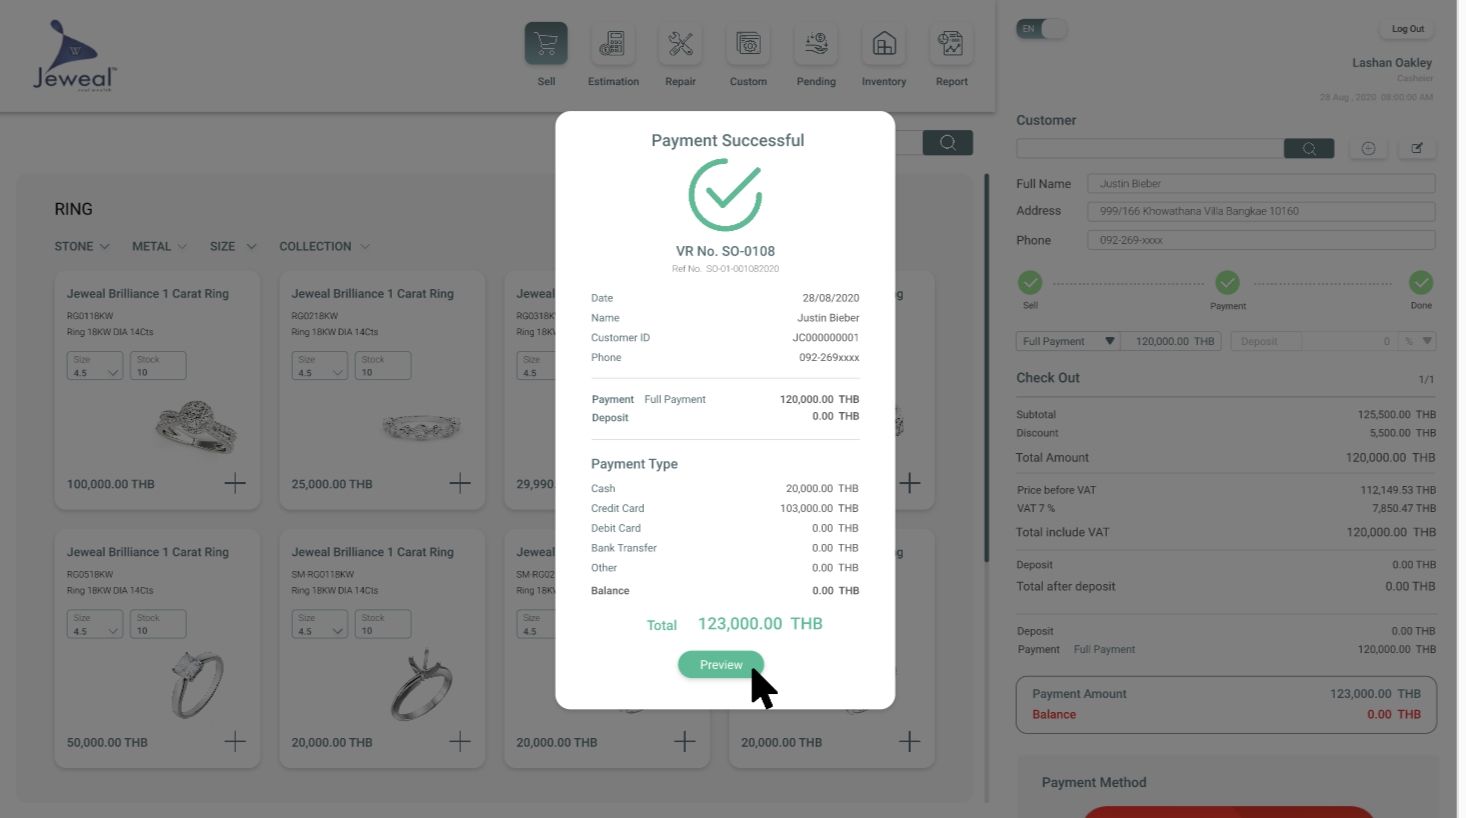 Jeweal™
Sell
Estimation
Repair
Custom
Pending
Inventory
Report
EN
Log Out
Lashan Oakley
Casheier
28 Aug , 2020 08:00:00 AM
RING
STONE METAL SIZE COLLECTION
Jeweal Brilliance 1 Carat Ring
RG0118KW
Ring 18KW DIA 14Cts
Size
4.5
Stock
10
100,000.00 THB
Jeweal Brilliance 1 Carat Ring
RG0218KW
Ring 18KW DIA 14Cts
Size
4.5
Stock
10
25,000.00 THB
Jeweal
RG0318K
Ring 18K
Size
4.5
29,990
Jeweal Brilliance 1 Carat Ring
RG0518KW
Ring 18KW DIA 14Cts
Size
4.5
Stock
10
50,000.00 THB
Jeweal Brilliance 1 Carat Ring
SM-RG0118KW
Ring 18KW DIA 14Cts
Size
4.5
Stock
10
20,000.00 THB
Jeweal
SM-RG02
Ring 18K
Size
4.5
20,000.00 THB
20,000.00 THB
Payment Successful
VR No. SO-0108
Ref No. SO-01-001082020
Date 28/08/2020
Name Justin Bieber
Customer ID JC000000001
Phone 092-269xxxx
Payment Full Payment 120,000.00 THB
Deposit 0.00 THB
Payment Type
Cash 20,000.00 THB
Credit Card 103,000.00 THB
Debit Card 0.00 THB
Bank Transfer 0.00 THB
Other 0.00 THB
Balance 0.00 THB
Total 123,000.00 THB
Preview
Customer
Full Name Justin Bieber
Address 999/166 Khowathana Villa Bangkae 10160
Phone 092-269-xxxx
Sell Payment Done
Full Payment 120,000.00 THB Deposit 0 %
Check Out 1/1
Subtotal 125,500.00 THB
Discount 5,500.00 THB
Total Amount 120,000.00 THB
Price before VAT 112,149.53 THB
VAT 7 % 7,850.47 THB
Total include VAT 120,000.00 THB
Deposit 0.00 THB
Total after deposit 0.00 THB
Deposit 0.00 THB
Payment Full Payment 120,000.00 THB
Payment Amount 123,000.00 THB
Balance 0.00 THB
Payment Method